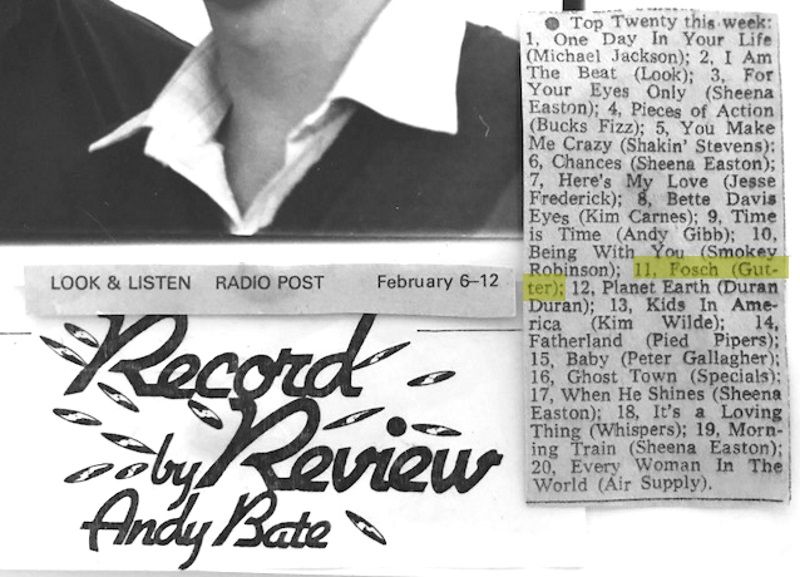 ● Top Twenty this week:
1, One Day In Your Life
(Michael Jackson); 2, I Am
The Beat (Look); 3, For
Your Eyes Only (Sheena
Easton); 4, Pieces of Action
(Bucks Fizz); 5, You Make
Me Crazy (Shakin' Stevens);
6, Chances (Sheena Easton);
7, Here's My Love (Jesse
Frederick); 8, Bette Davis
Eyes (Kim Carnes); 9, Time
is Time (Andy Gibb); 10,
Being With You (Smokey
Robinson); 11, Fosch (Gut-
ter); 12, Planet Earth (Duran
Duran); 13, Kids In Ame-
rica (Kim Wilde); 14,
Fatherland (Pied Pipers);
15, Baby (Peter Gallagher);
16, Ghost Town (Specials);
17, When He Shines (Sheena
Easton); 18, It's a Loving
Thing (Whispers); 19, Morn-
ing Train (Sheena Easton);
20, Every Woman In The
World (Air Supply).
LOOK & LISTEN RADIO POST February 6–12
Record
Review
by
Andy Bate